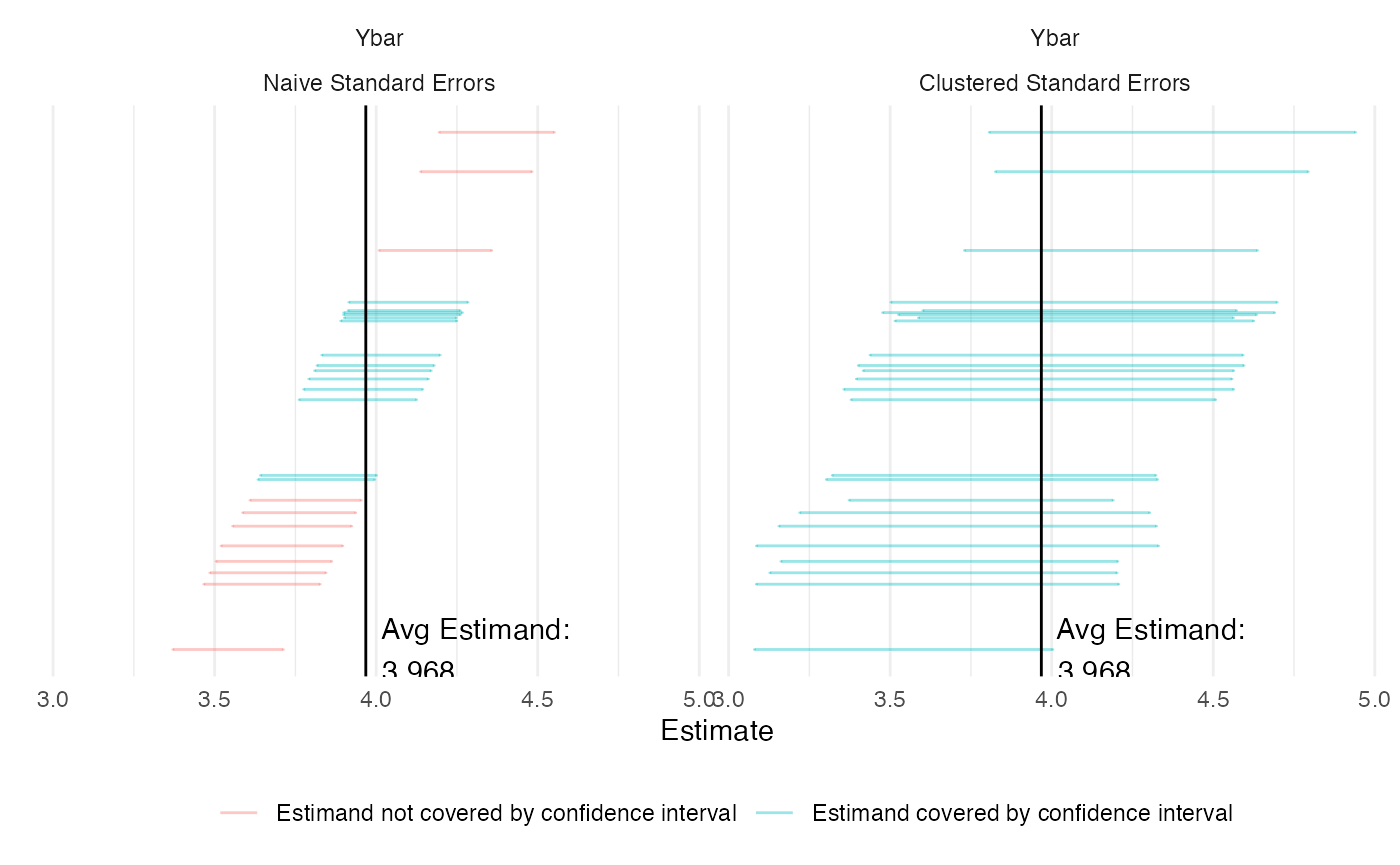 Ybar
Naive Standard Errors
Ybar
Clustered Standard Errors
Avg Estimand:
3.968
Avg Estimand:
3.968
3.0 3.5 4.0 4.5 5.0
3.0 3.5 4.0 4.5 5.0
Estimate
Estimand not covered by confidence interval
Estimand covered by confidence interval